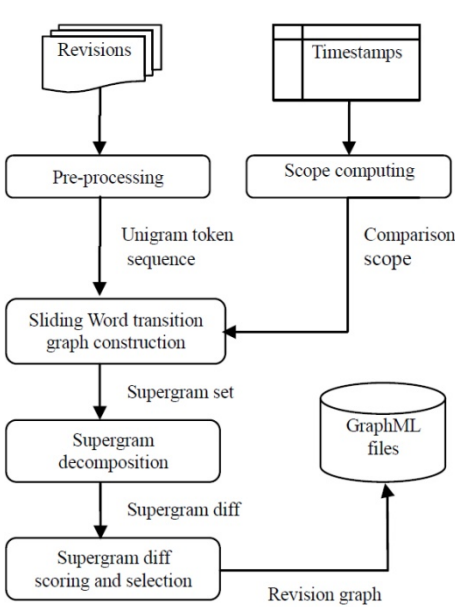 Revisions
Timestamps
Pre-processing
Scope computing
Unigram token
sequence
Comparison
scope
Sliding Word transition
graph construction
Supergram set
GraphML
files
Supergram
decomposition
Supergram diff
Supergram diff
scoring and selection
Revision graph